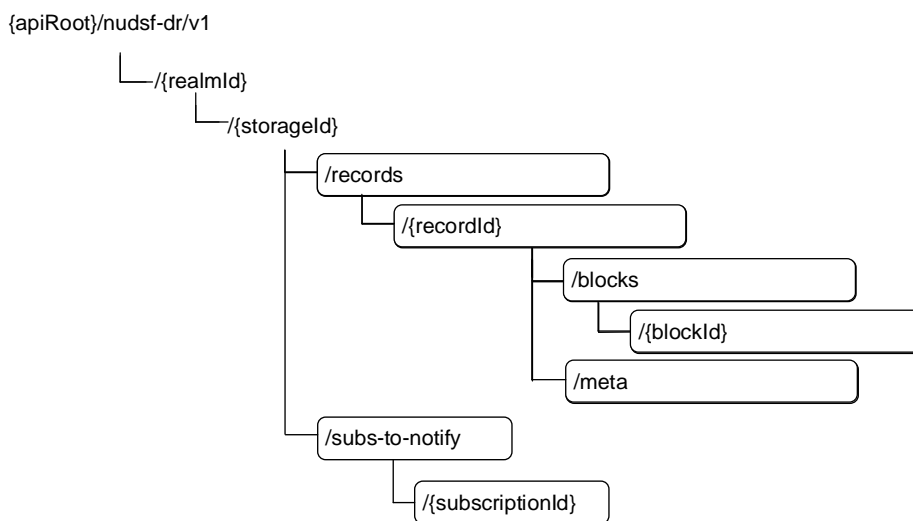 {apiRoot}/nudsf-dr/v1
/{realmId}
/{storageId}
/records
/{recordId}
/blocks
/{blockId}
/meta
/subs-to-notify
/{subscriptionId}